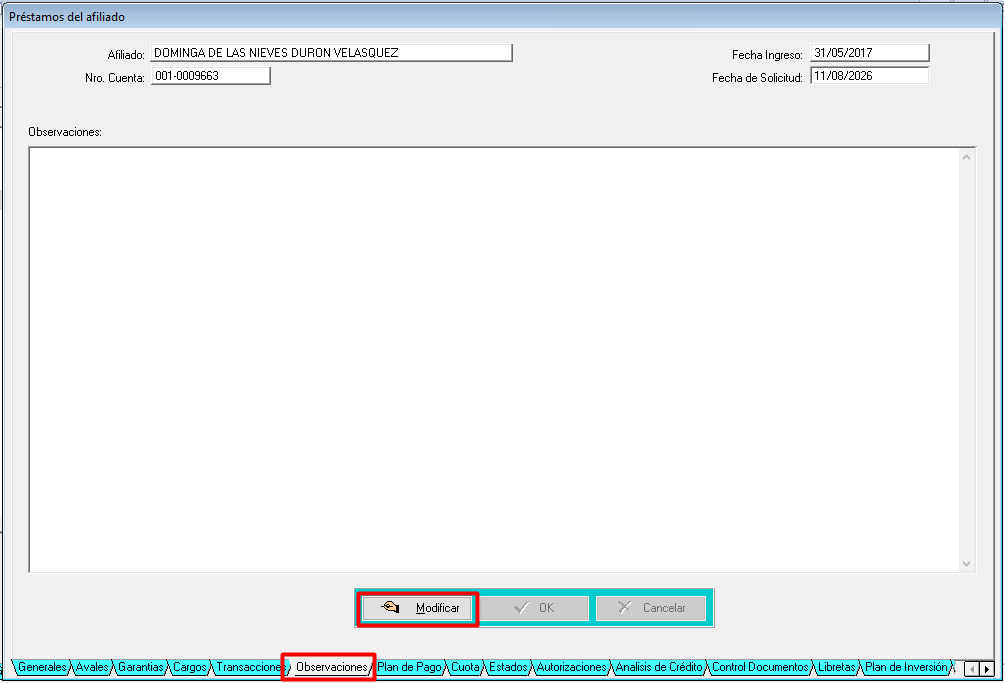 Préstamos del afiliado
Afiliado: DOMINGA DE LAS NIEVES DURON VELASQUEZ Fecha Ingreso: 31/05/2017
Nro. Cuenta: 001-0009663 Fecha de Solicitud: 11/08/2026
Observaciones:
Modificar OK Cancelar
Generales Avales Garantias Cargos Transacciones Observaciones Plan de Pago Cuota Estados Autorizaciones Analisis de Crédito Control Documentos Libretas Plan de Inversión